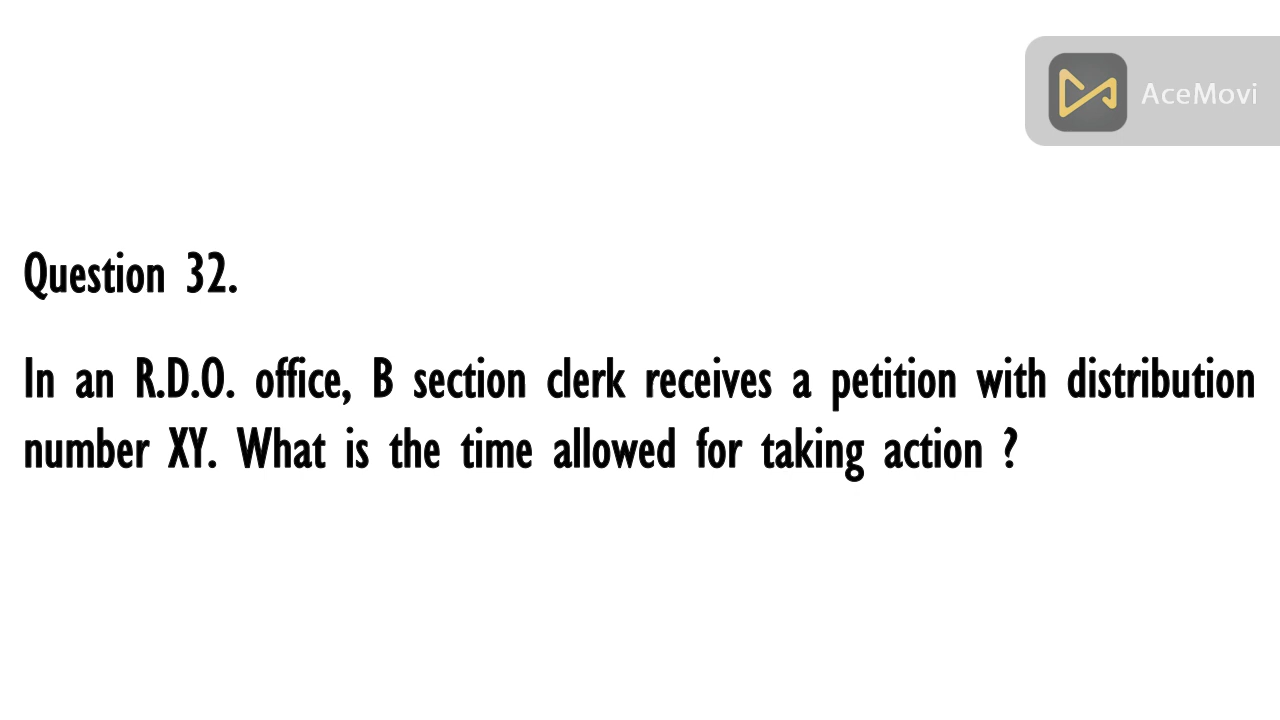 AceMovi
Question 32.
In an R.D.O. office, B section clerk receives a petition with distribution
number XY. What is the time allowed for taking action ?